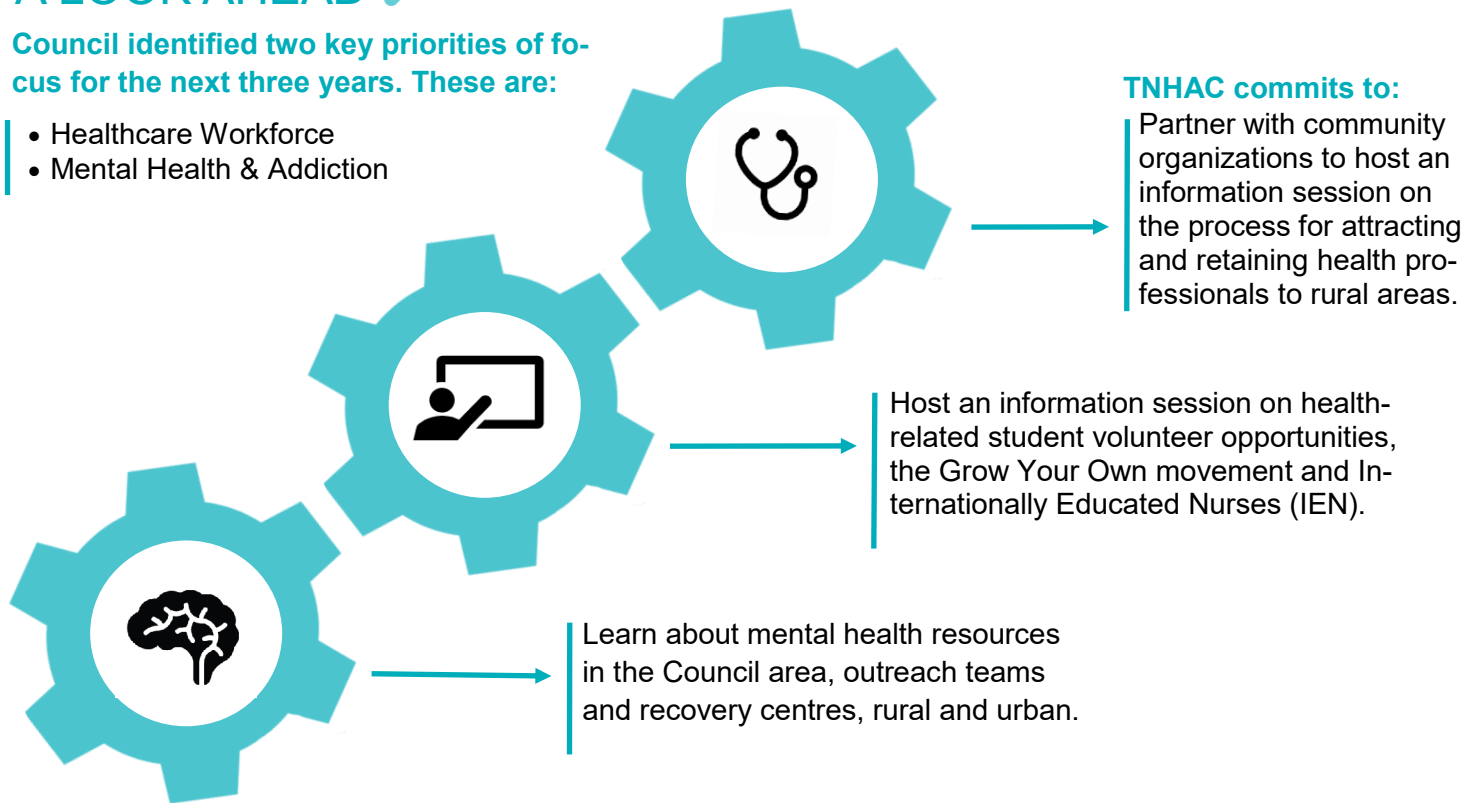 A LOOK AHEAD
Council identified two key priorities of fo-
cus for the next three years. These are:
• Healthcare Workforce
• Mental Health & Addiction
TNHAC commits to:
Partner with community
organizations to host an
information session on
the process for attracting
and retaining health pro-
fessionals to rural areas.
Host an information session on health-
related student volunteer opportunities,
the Grow Your Own movement and In-
ternationally Educated Nurses (IEN).
Learn about mental health resources
in the Council area, outreach teams
and recovery centres, rural and urban.